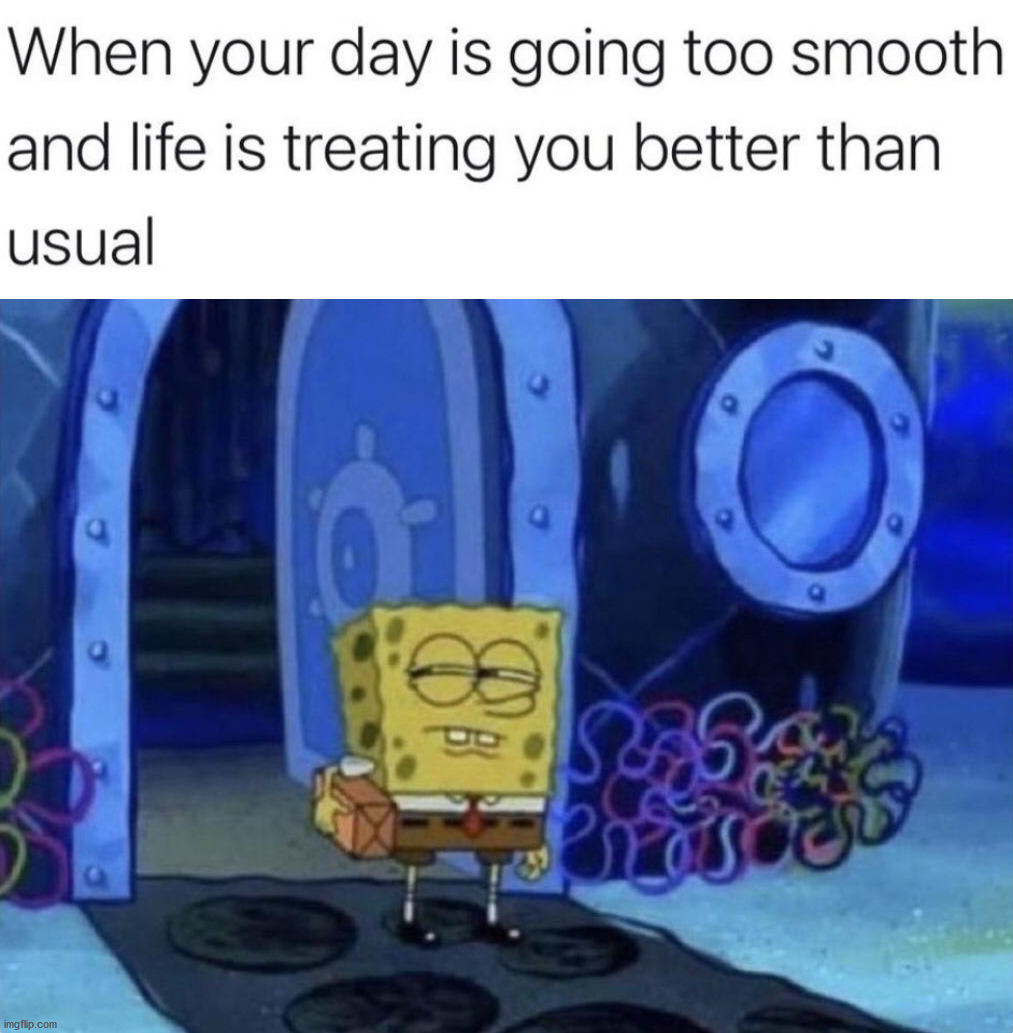 When your day is going too smooth
and life is treating you better than
usual
imgflip.com